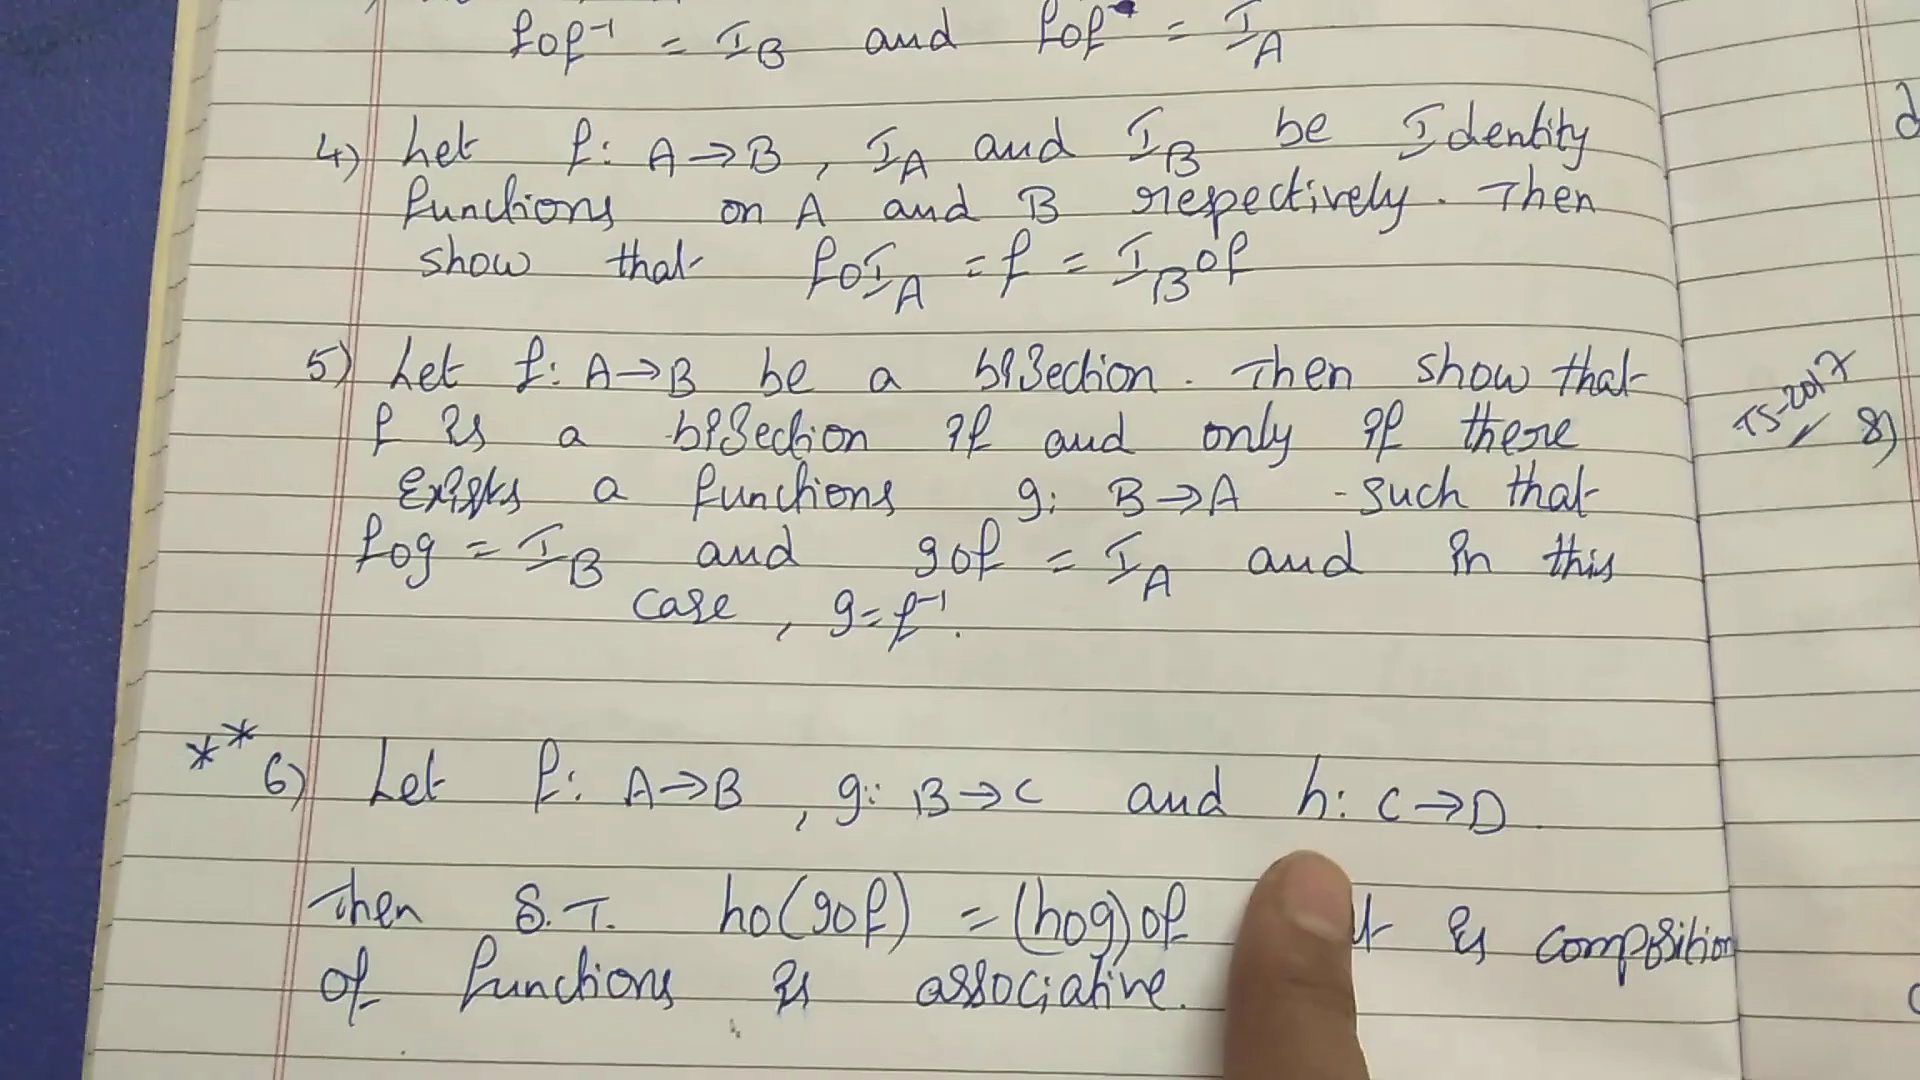 fof⁻¹ = I_B and fof⁻ = I_A
4) Let f: A→B, I_A and I_B be Identity
functions on A and B respectively. Then
show that foI_A = f = I_B of
5) Let f: A→B be a bijection. Then show that
f is a bijection if and only if there
Exists a functions g: B→A such that
fog = I_B and gof = I_A and in this
case, g=f⁻¹.
** 6) Let f: A→B, g: B→C and h: C→D.
Then S.T. ho(gof) = (hog)of is composition
of functions is associative.
TS-2017
8)